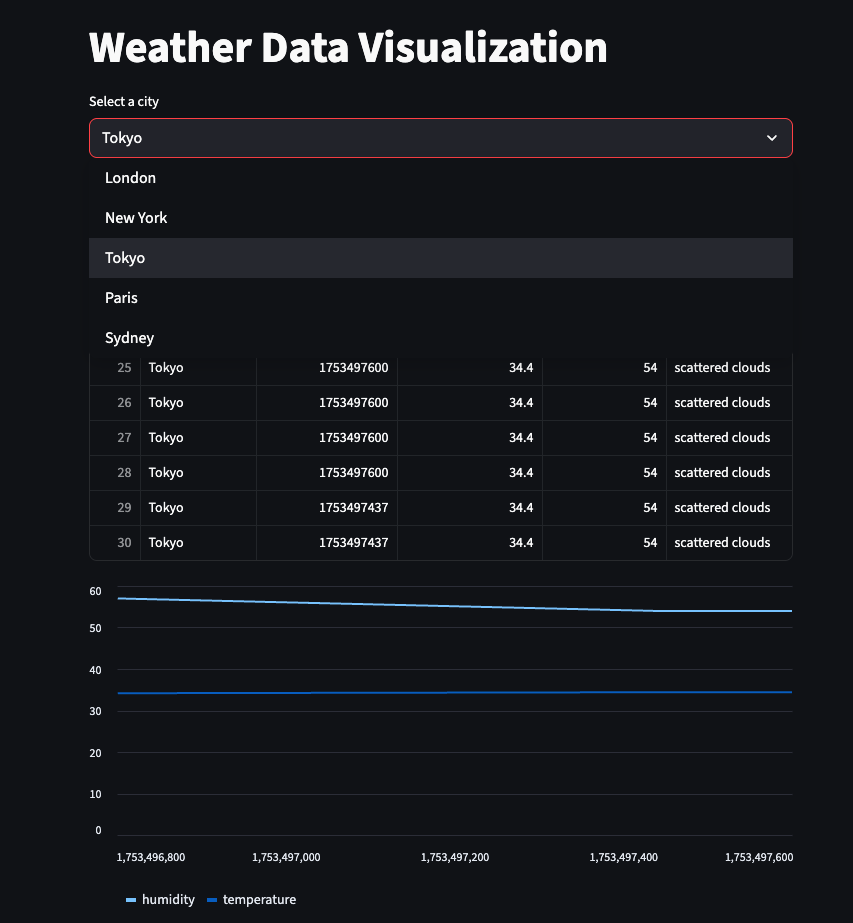 Weather Data Visualization
Select a city
Tokyo
London
New York
Tokyo
Paris
Sydney
25 Tokyo 1753497600 34.4 54 scattered clouds
26 Tokyo 1753497600 34.4 54 scattered clouds
27 Tokyo 1753497600 34.4 54 scattered clouds
28 Tokyo 1753497600 34.4 54 scattered clouds
29 Tokyo 1753497437 34.4 54 scattered clouds
30 Tokyo 1753497437 34.4 54 scattered clouds
60
50
40
30
20
10
0
1,753,496,800 1,753,497,000 1,753,497,200 1,753,497,400 1,753,497,600
humidity temperature